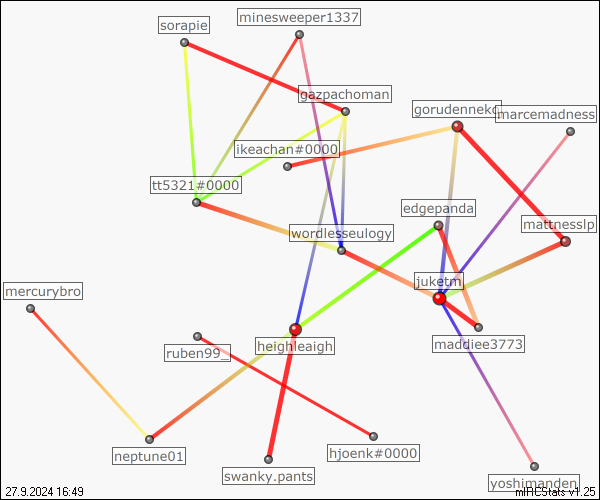 minesweeper1337
sorapie
gazpachoman
gorudenneko
marcemadness
ikeachan#0000
tt5321#0000
edgepanda
mattnesslp
wordlesseulogy
juketm
mercurybro
maddiee3773
heighleaigh
ruben99_
hjoenk#0000
neptune01
swanky.pants
yoshimanden
27.9.2024 16:49
mIRCStats v1.25